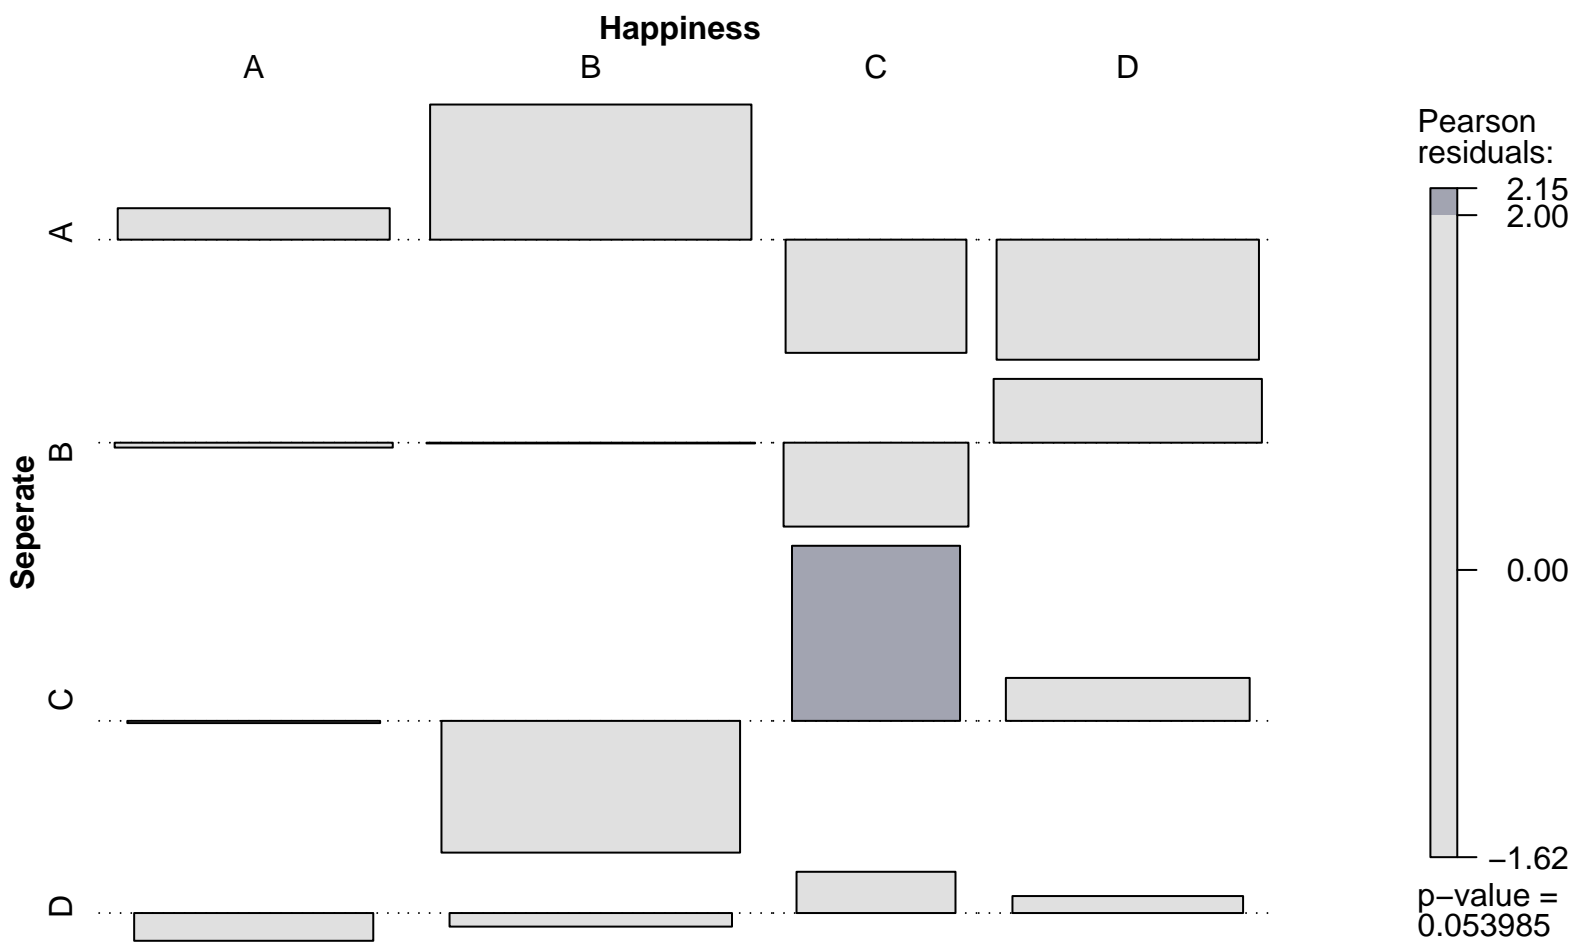 Happiness
A B C D
Pearson
residuals:
2.15
2.00
0.00
−1.62
p−value =
0.053985
Seperate
A
B
C
D